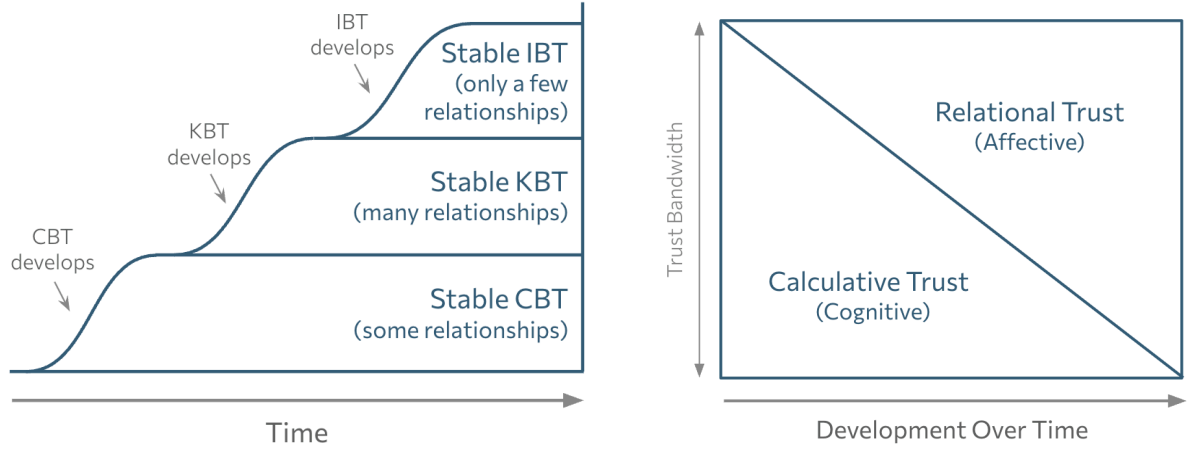 IBT
develops
Stable IBT
(only a few
relationships)
KBT
develops
Stable KBT
(many relationships)
CBT
develops
Stable CBT
(some relationships)
Time
Trust Bandwidth
Relational Trust
(Affective)
Calculative Trust
(Cognitive)
Development Over Time